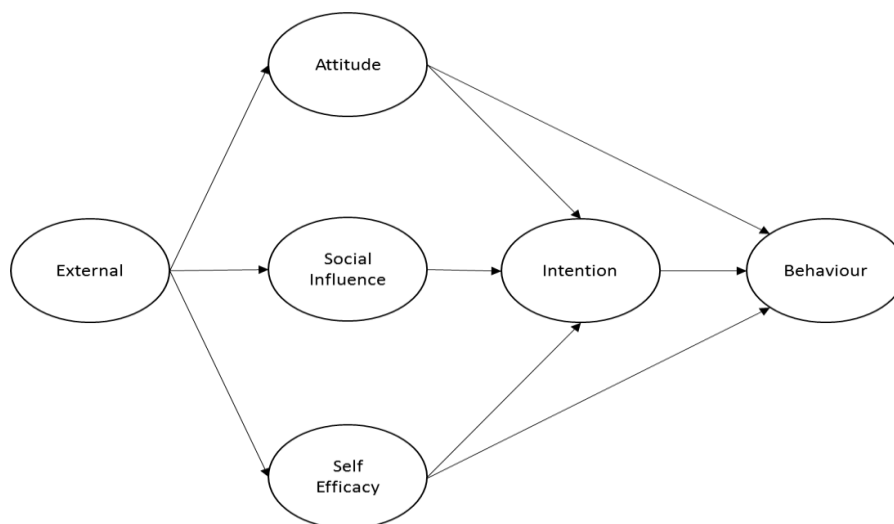 Attitude
External
Social
Influence
Intention
Behaviour
Self
Efficacy